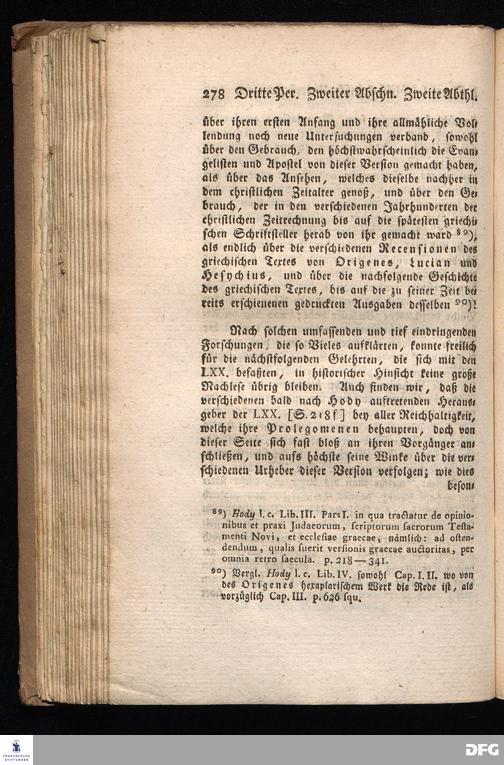 278 Dritte Per. Zweiter Abschn. Zweite Abthl.
über ihren ersten Anfang und ihre allmähliche Vol-
lendung noch neue Untersuchungen verband, sowohl
über den Gebrauch, den höchstwahrscheinlich die Evan-
gelisten und Apostel von dieser Version gemacht haben,
als über das Ansehen, welches dieselbe nachher in
dem christlichen Zeitalter genoß, und über den Ge-
brauch, der in den verschiedenen Jahrhunderten der
christlichen Zeitrechnung bis auf die spätesten griechi-
schen Schriftsteller herab von ihr gemacht ward 89),
als endlich über die verschiedenen Recensionen des
griechischen Textes von Origenes, Lucian und
Hesychius, und über die nachfolgende Geschichte
des griechischen Textes, bis auf die zu seiner Zeit be-
reits erschienenen gedruckten Ausgaben desselben 90)!
Nach solchen umfassenden und tief eindringenden
Forschungen, die so Vieles aufklärten, konnte freilich
für die nächstfolgenden Gelehrten, die sich mit den
LXX. befaßten, in historischer Hinsicht keine große
Nachlese übrig bleiben. Auch finden wir, daß die
verschiedenen bald nach Hody auftretenden Heraus-
geber der LXX. [S. 218 f] bey aller Reichhaltigkeit,
welche ihre Prolegomenen behaupten, doch von
dieser Seite sich fast bloß an ihren Vorgänger an-
schließen, und aufs höchste seine Winke über die ver-
schiedenen Urheber dieser Version verfolgen; wie dies
beson-
89) Hody l. c. Lib. III. Pars I. in qua tractatur de opinio-
nibus et praxi Judaeorum, scriptorum sacrorum Testa-
menti Novi, et ecclesiae graecae, nämlich: ad osten-
dendum, qualis fuerit versionis graecae auctoritas, per
omnia retro saecula. p. 218—341.
90) Vergl. Hody l. c. Lib. IV. sowohl Cap. I. II. wo von
des Origenes hexaplarischem Werk die Rede ist, als
vorzüglich Cap. III. p. 626 squ.
FRANCKESCHE
STIFTUNGEN
DFG